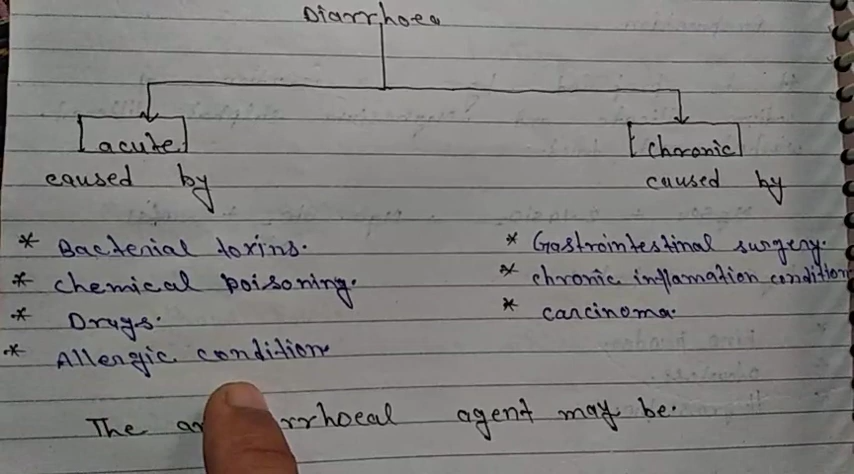 Diarrhoea
[acute]
[chronic]
caused by
caused by
* Bacterial toxins.
* chemical poisoning.
* Drugs.
* Allergic condition
* Gastrointestinal surgery.
* chronic inflamation condition
* carcinoma.
The agent may be.